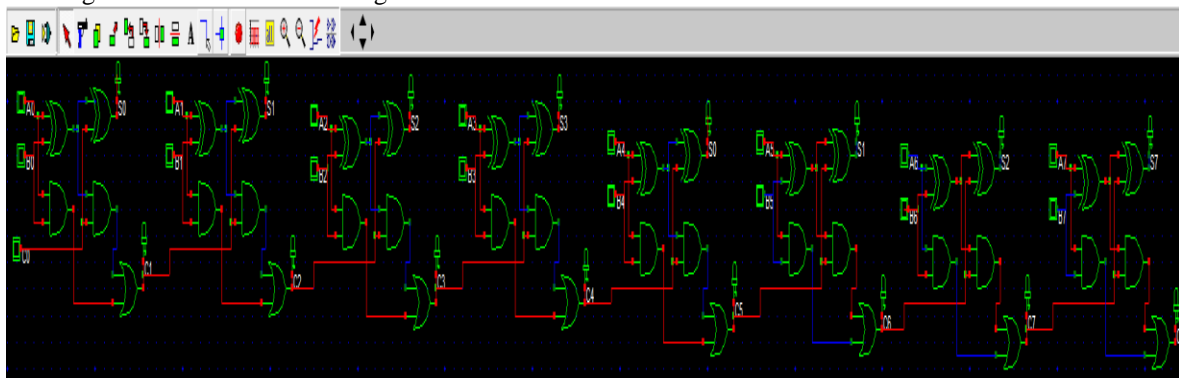 A
all
A0 S0 A1 S1 A2 S2 A3 S3 A4 S0 A5 S1 A6 S2 A7 S7
B0 B1 B2 B3 B4 B5 B6 B7
C0 C1 C2 C3 C4 C5 C6 C7